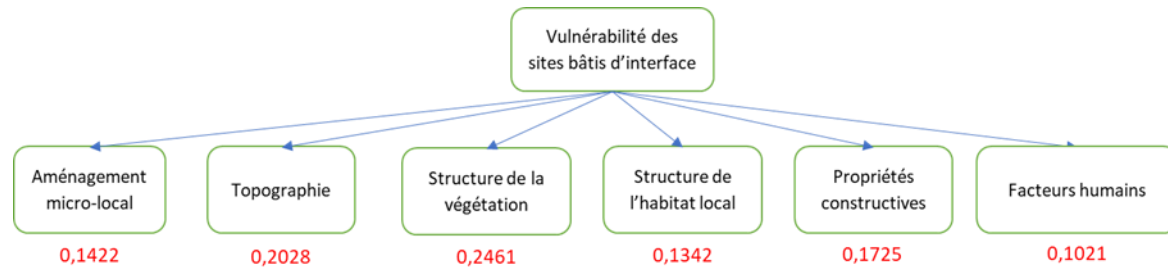 Vulnérabilité des
sites bâtis d'interface
Aménagement
micro-local
Topographie
Structure de la
végétation
Structure de
l'habitat local
Propriétés
constructives
Facteurs humains
0,1422
0,2028
0,2461
0,1342
0,1725
0,1021